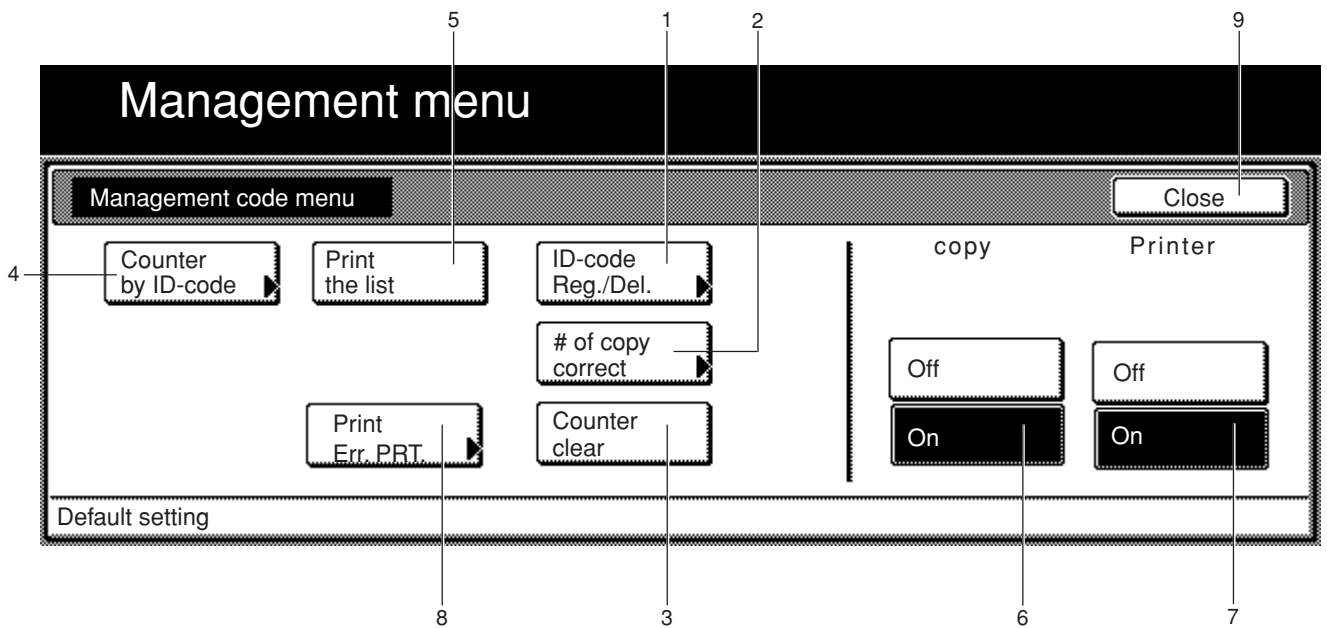 5 1 2 9
Management menu
Management code menu
Close
copy Printer
4
Counter
by ID-code
Print
the list
ID-code
Reg./Del.
# of copy
correct
Off
Off
Print
Err. PRT.
Counter
clear
On
On
Default setting
8 3 6 7